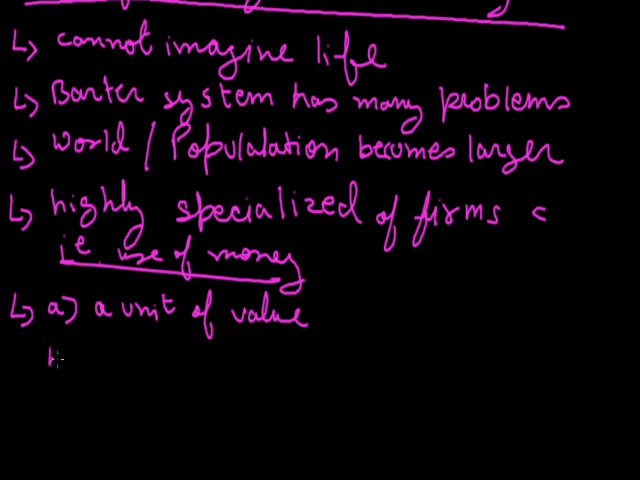 ↳ cannot imagine life
↳ Barter system has many problems
↳ World / Populalation becomes larger
↳ highly specialized of firms <
i.e. use of money
↳ a) a unit of value